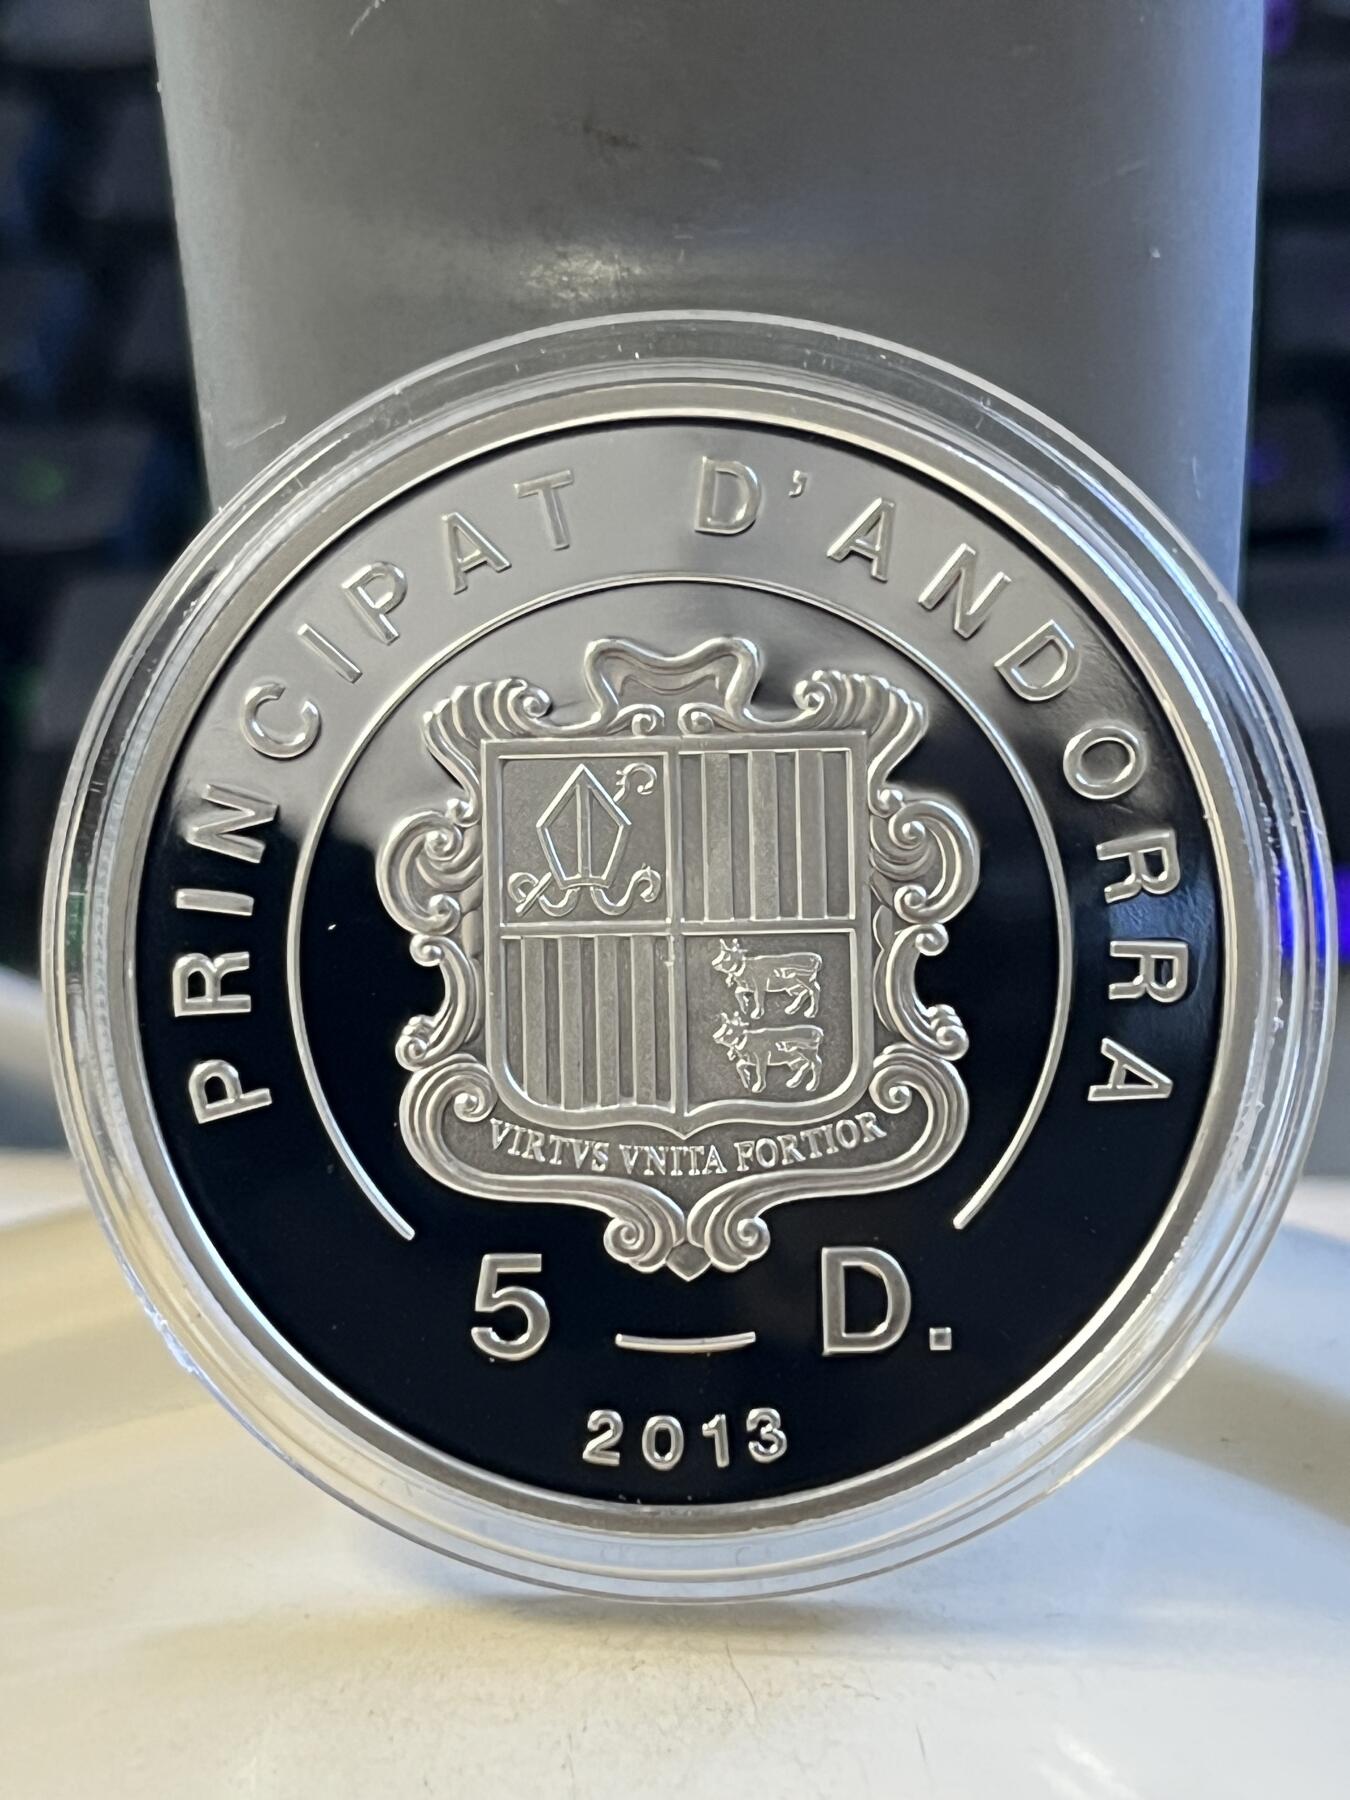 PRINCIPAT D'ANDORRA
VIRTVS VNITA FORTIOR
5 D.
2013